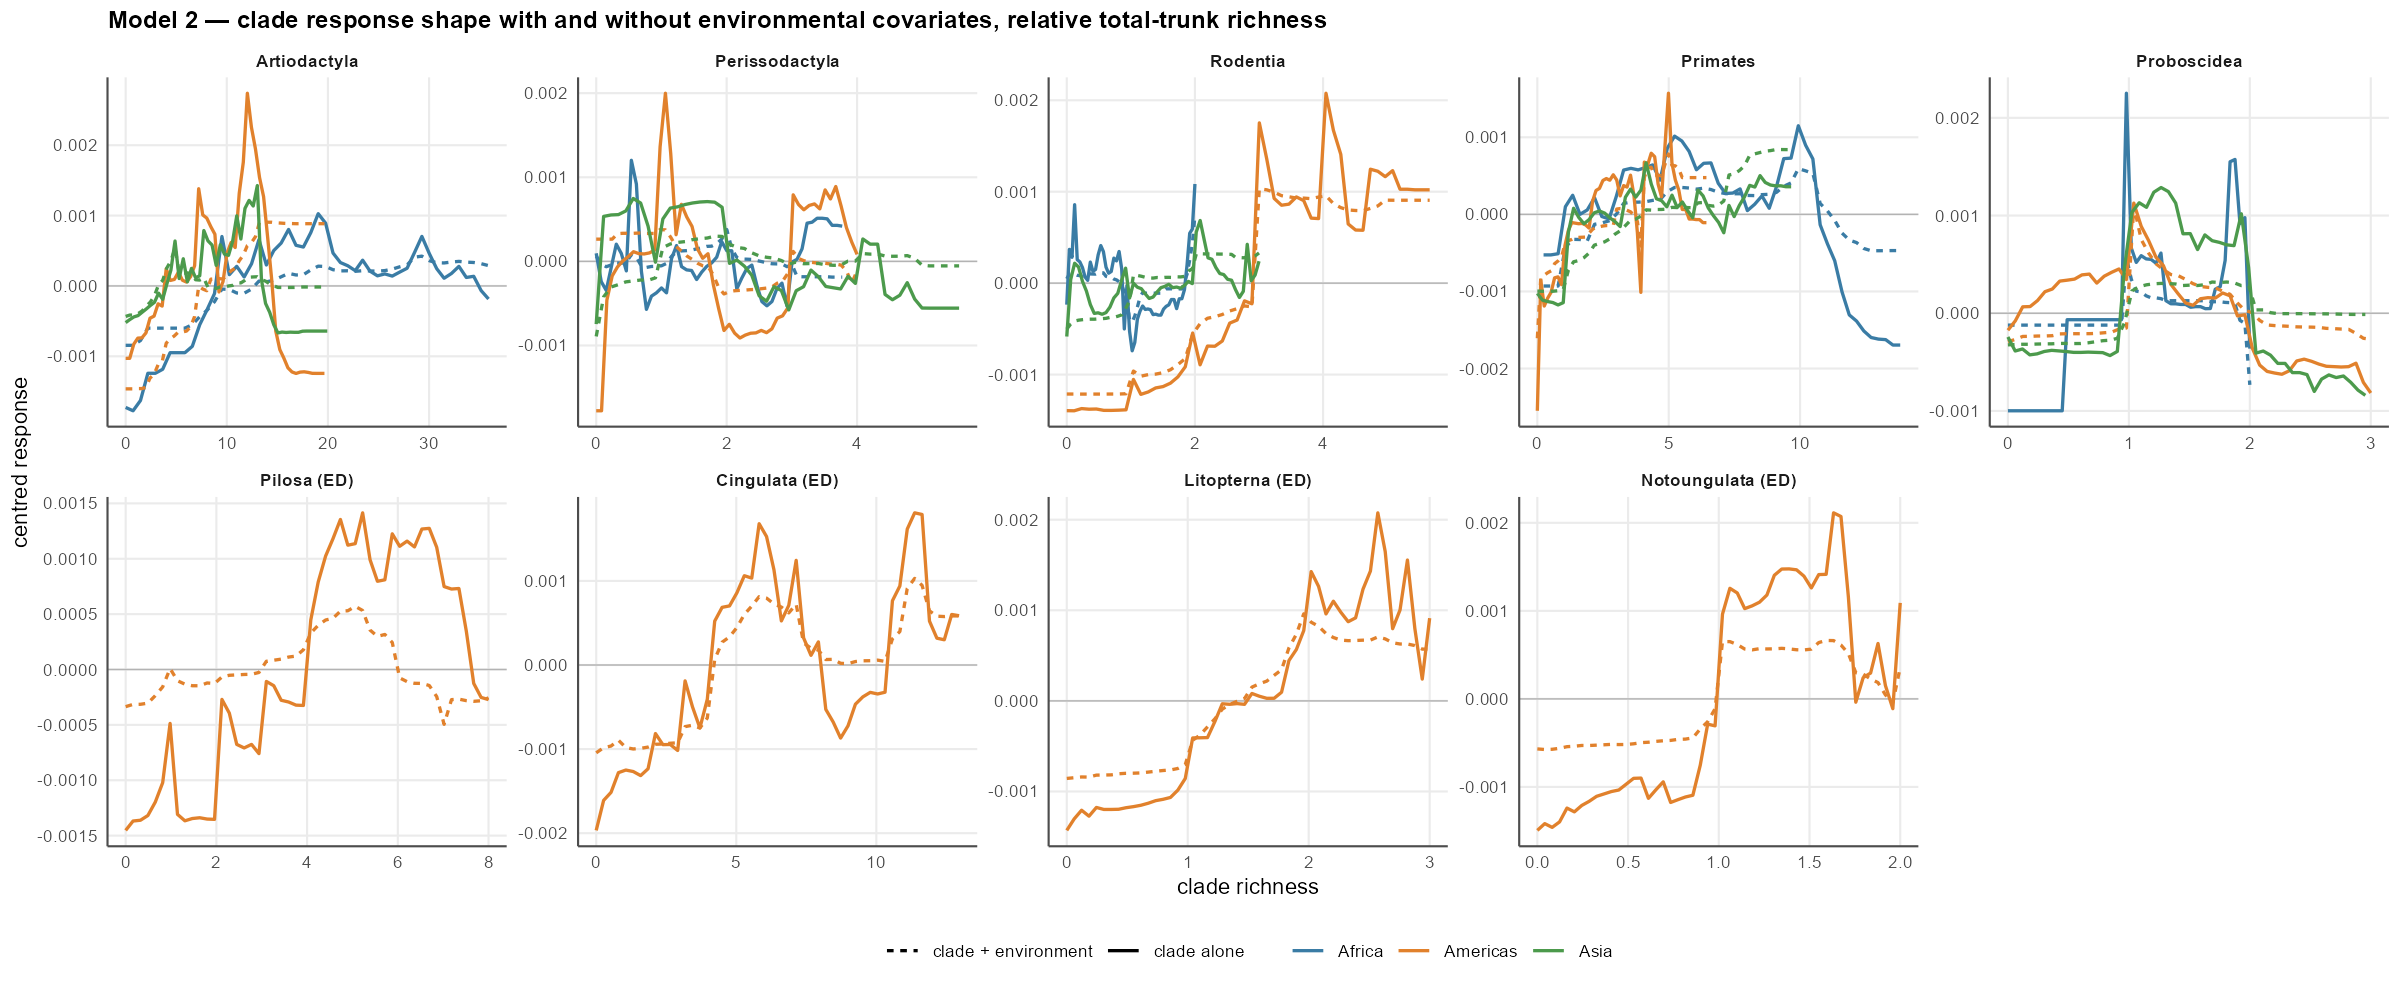 Model 2 — clade response shape with and without environmental covariates, relative total-trunk richness
Artiodactyla
Perissodactyla
Rodentia
Primates
Proboscidea
0.002
0.001
0.000
-0.001
0 10 20 30
0.002
0.001
0.000
-0.001
0 2 4
0.002
0.001
0.000
-0.001
0 2 4
0.001
0.000
-0.001
-0.002
0 5 10
0.002
0.001
0.000
-0.001
0 1 2 3
centred response
Pilosa (ED)
Cingulata (ED)
Litopterna (ED)
Notoungulata (ED)
0.0015
0.0010
0.0005
0.0000
-0.0005
-0.0010
-0.0015
0 2 4 6 8
0.001
0.000
-0.001
-0.002
0 5 10
0.002
0.001
0.000
-0.001
0 1 2 3
0.002
0.001
0.000
-0.001
0.0 0.5 1.0 1.5 2.0
clade richness
clade + environment clade alone Africa Americas Asia